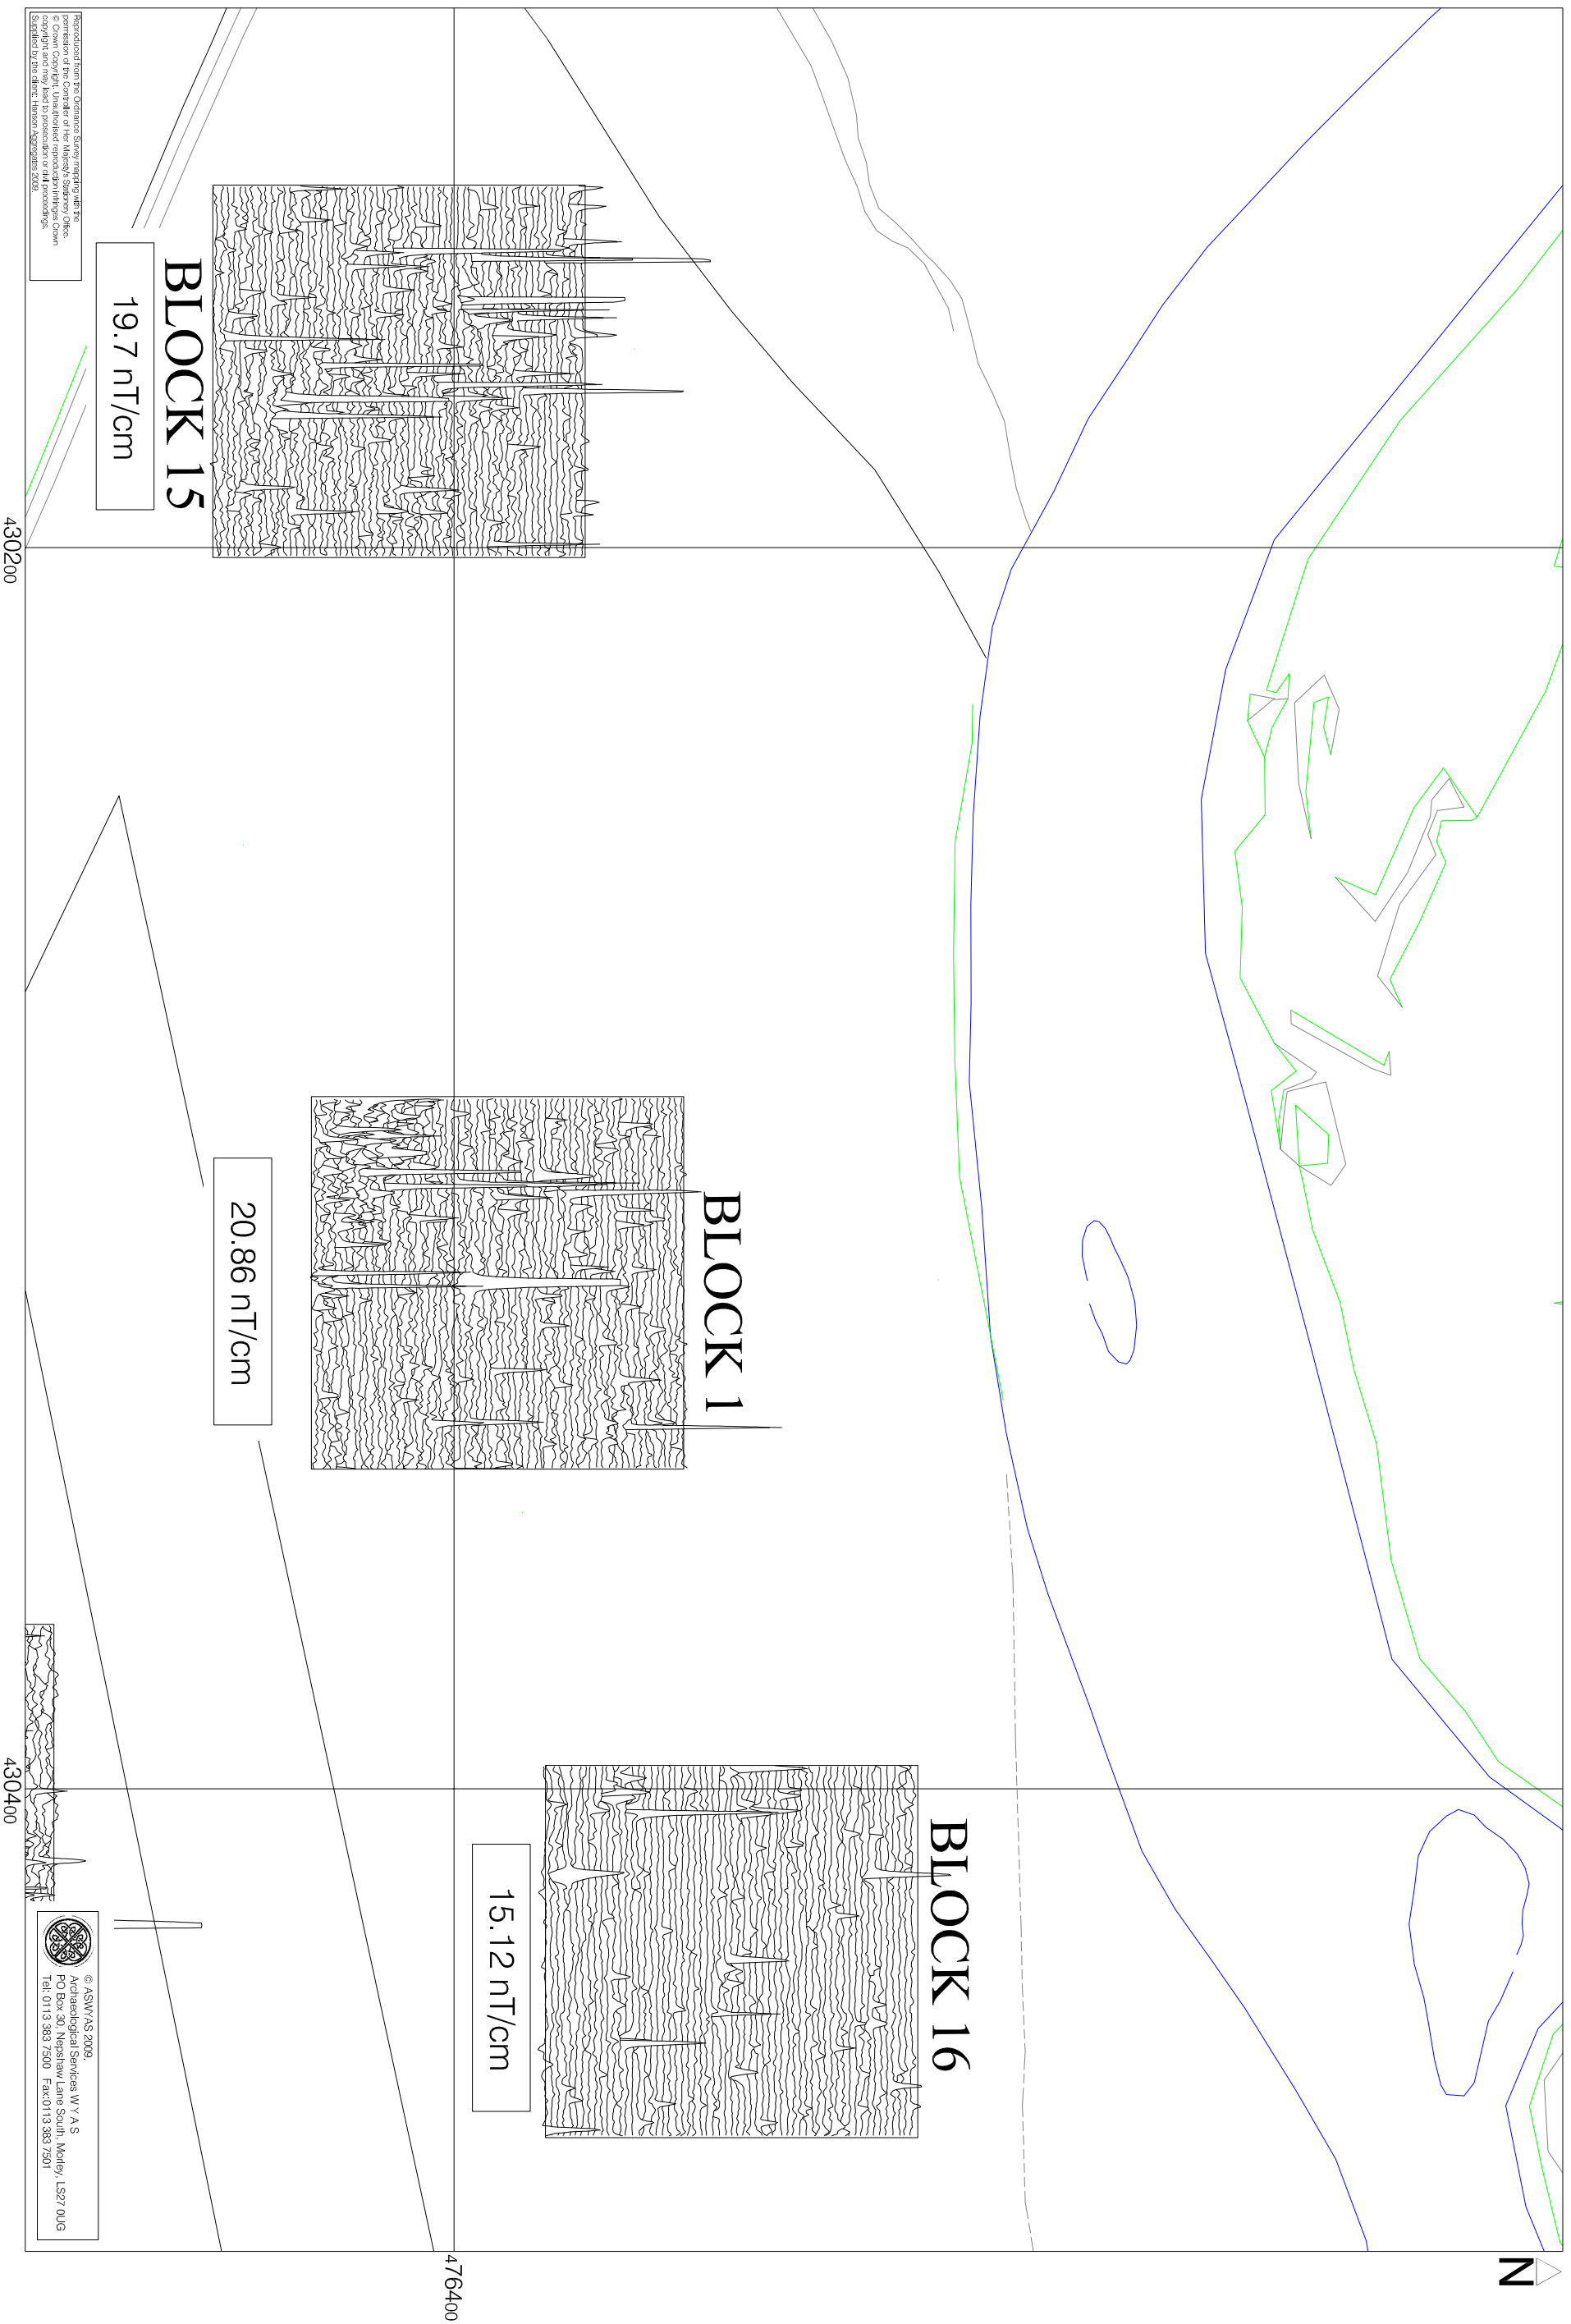 N
BLOCK 16
15.12 nT/cm
BLOCK 1
20.86 nT/cm
BLOCK 15
19.7 nT/cm
476400
430200
430400
Reproduced from the Ordnance Survey mapping with the
permission of the Controller of Her Majesty's Stationery Office.
© Crown Copyright. Unauthorised reproduction infringes Crown
copyright and may lead to prosecution or civil proceedings.
Supplied by the client: Hanson Aggregates 2009.
© ASWYAS 2009.
Archaeological Services W Y A S
PO Box 30, Nepshaw Lane South, Morley, LS27 0UG
Tel: 0113 383 7500 Fax:0113 383 7501